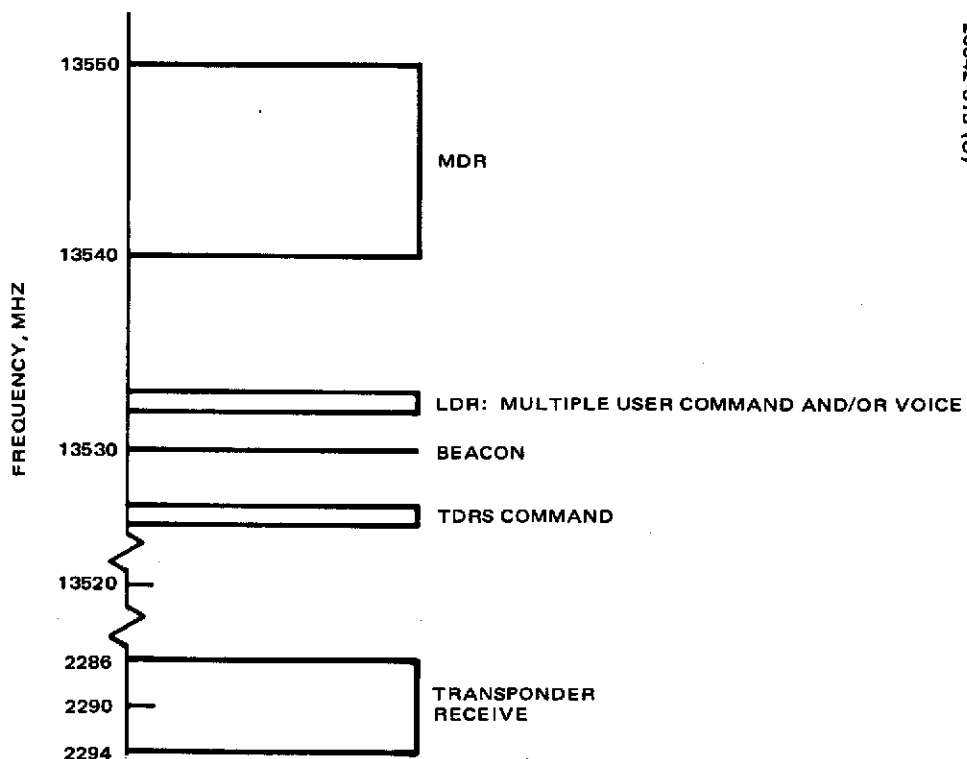 13550
MDR
13540
FREQUENCY, MHZ
LDR: MULTIPLE USER COMMAND AND/OR VOICE
13530
BEACON
TDRS COMMAND
13520
2286
2290
TRANSPONDER
RECEIVE
2294